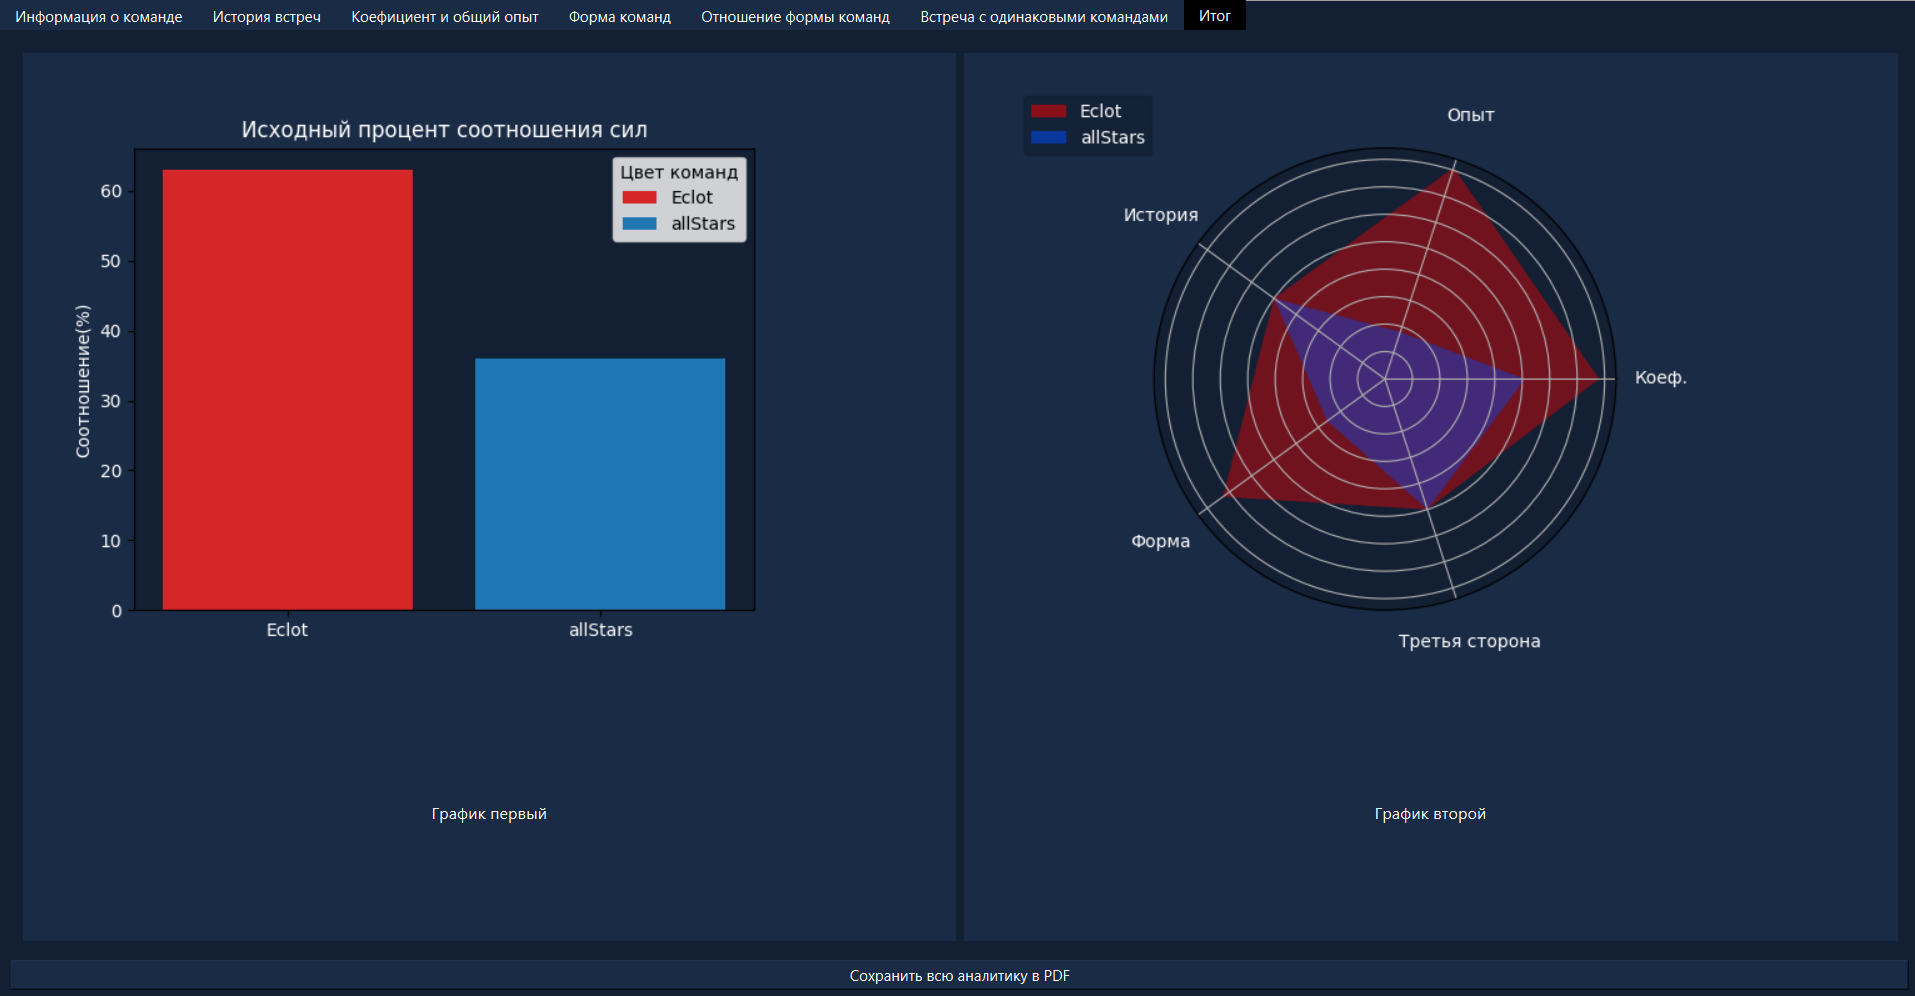 Информация о команде История встреч Коефициент и общий опыт Форма команд Отношение формы команд Встреча с одинаковыми командами Итог
Исходный процент соотношения сил
Цвет команд
Eclot
allStars
Соотношение(%)
60
50
40
30
20
10
0
Eclot allStars
График первый
Eclot
allStars
Опыт
История
Коеф.
Форма
Третья сторона
График второй
Сохранить всю аналитику в PDF